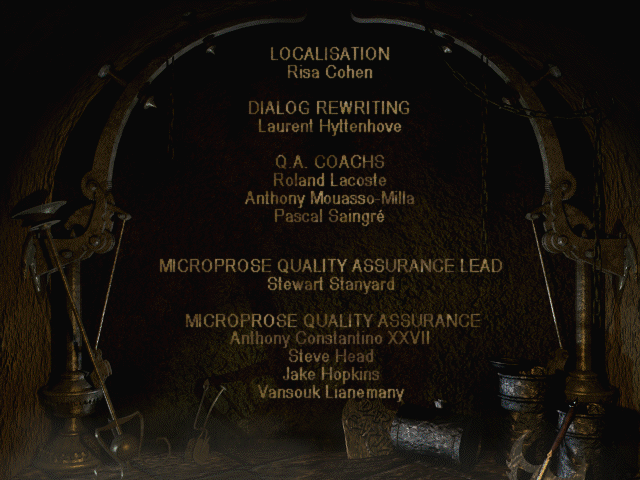 LOCALISATION
Risa Cohen
DIALOG REWRITING
Laurent Hyttenhove
Q.A. COACHS
Roland Lacoste
Anthony Mouasso-Milla
Pascal Saingré
MICROPROSE QUALITY ASSURANCE LEAD
Stewart Stanyard
MICROPROSE QUALITY ASSURANCE
Anthony Constantino XXVII
Steve Head
Jake Hopkins
Vansouk Lianemany